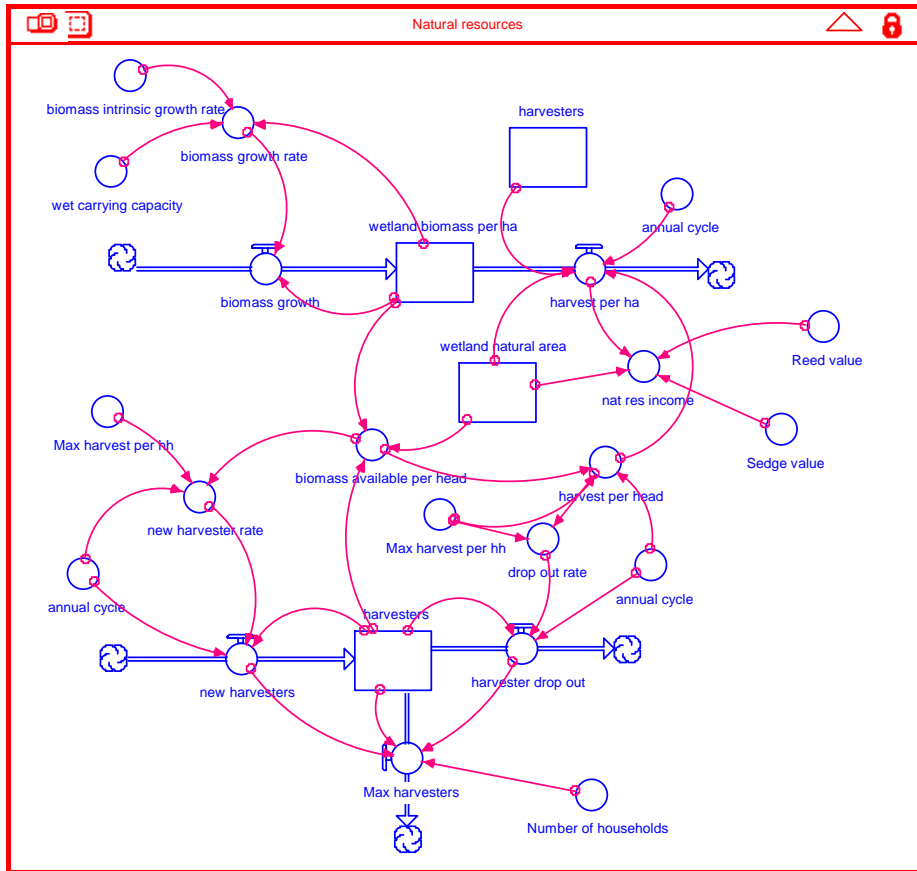 Natural resources
biomass intrinsic growth rate
harvesters
biomass growth rate
wet carrying capacity
wetland biomass per ha
annual cycle
biomass growth
harvest per ha
wetland natural area
Reed value
nat res income
Max harvest per hh
Sedge value
biomass available per head
harvest per head
new harvester rate
Max harvest per hh
drop out rate
annual cycle
annual cycle
harvesters
new harvesters
harvester drop out
Max harvesters
Number of households